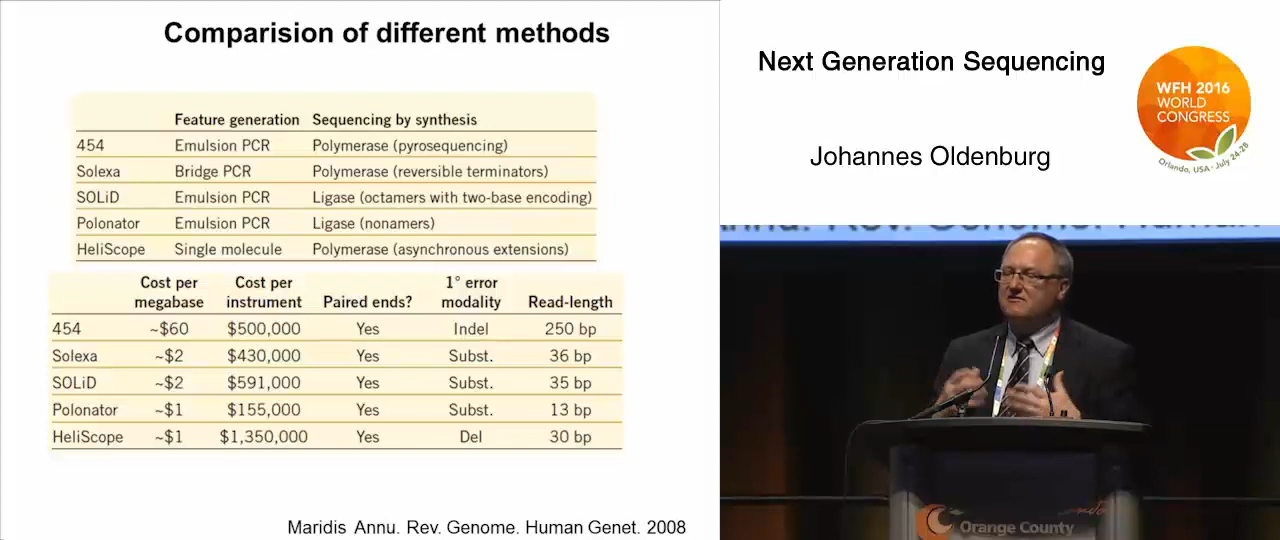 Comparision of different methods
Feature generation Sequencing by synthesis
454 Emulsion PCR Polymerase (pyrosequencing)
Solexa Bridge PCR Polymerase (reversible terminators)
SOLiD Emulsion PCR Ligase (octamers with two-base encoding)
Polonator Emulsion PCR Ligase (nonamers)
HeliScope Single molecule Polymerase (asynchronous extensions)
Cost per megabase Cost per instrument Paired ends? 1° error modality Read-length
454 ~$60 $500,000 Yes Indel 250 bp
Solexa ~$2 $430,000 Yes Subst. 36 bp
SOLiD ~$2 $591,000 Yes Subst. 35 bp
Polonator ~$1 $155,000 Yes Subst. 13 bp
HeliScope ~$1 $1,350,000 Yes Del 30 bp
Maridis Annu. Rev. Genome. Human Genet. 2008
Next Generation Sequencing
Johannes Oldenburg
WFH 2016
WORLD
CONGRESS
Orlando, USA · July 24-28
Annu. Rev. Genome. Human
Orange County